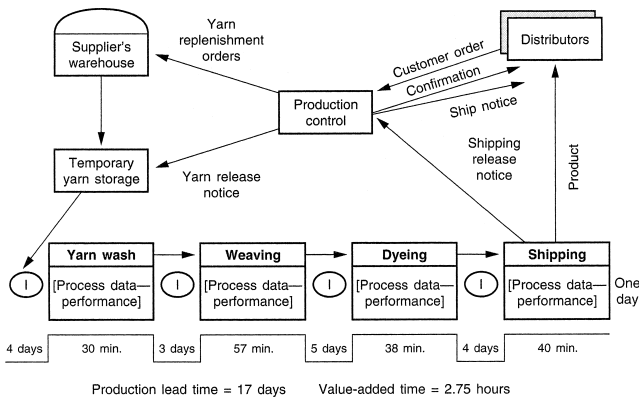 Yarn
replenishment
orders
Supplier's
warehouse
Customer order
Confirmation
Ship notice
Distributors
Production
control
Temporary
yarn storage
Yarn release
notice
Shipping
release
notice
Product
I
Yarn wash
[Process data—
performance]
I
Weaving
[Process data—
performance]
I
Dyeing
[Process data—
performance]
I
Shipping
[Process data—
performance]
One
day
4 days
30 min.
3 days
57 min.
5 days
38 min.
4 days
40 min.
Production lead time = 17 days
Value-added time = 2.75 hours